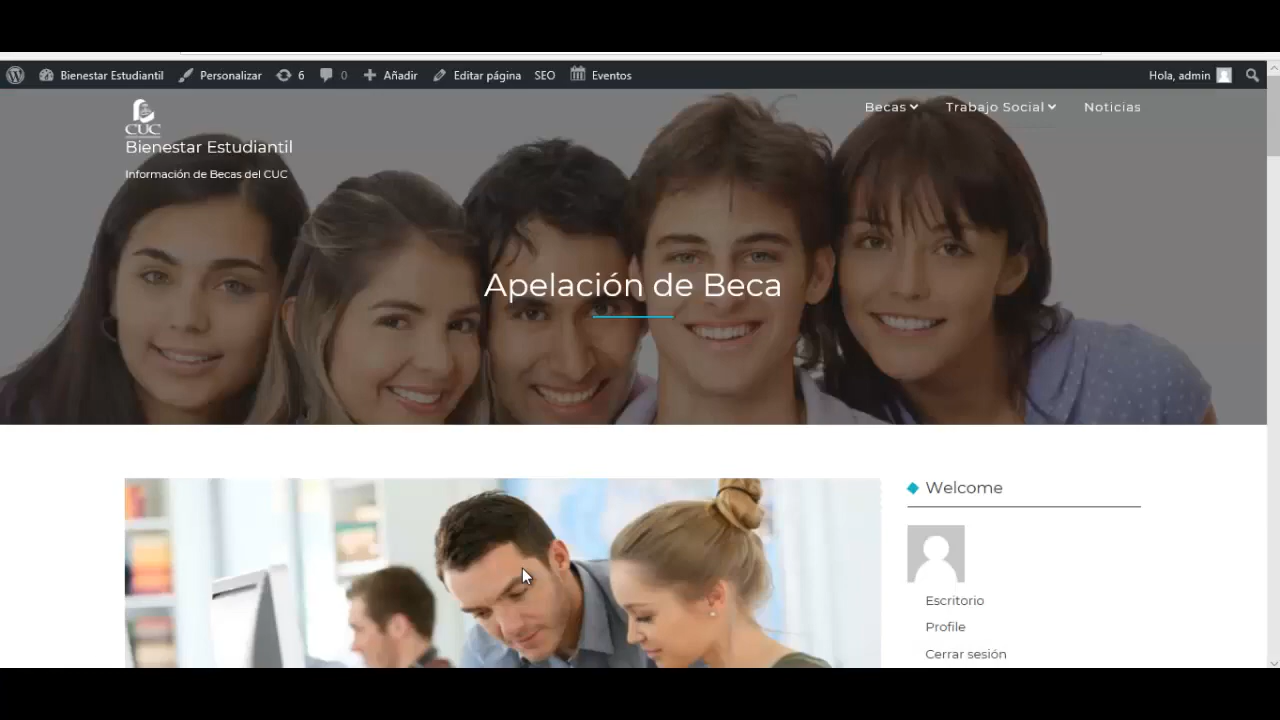 Bienestar Estudiantil Personalizar 6 0 Añadir Editar página SEO Eventos Hola, admin
CUC
Bienestar Estudiantil
Información de Becas del CUC
Becas Trabajo Social Noticias
Apelación de Beca
Welcome
Escritorio
Profile
Cerrar sesión